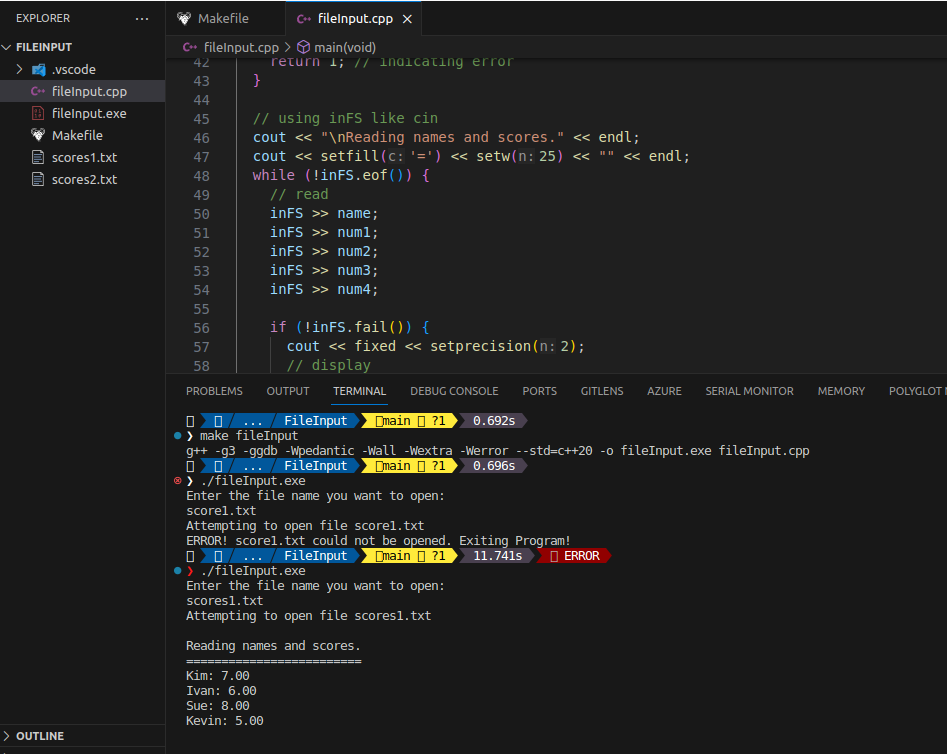 EXPLORER
...
FILEINPUT
.vscode
fileInput.cpp
fileInput.exe
Makefile
scores1.txt
scores2.txt
OUTLINE
Makefile
fileInput.cpp
fileInput.cpp > main(void)
42 return 1; // indicating error
43 }
44
45 // using inFS like cin
46 cout << "\nReading names and scores." << endl;
47 cout << setfill(c: '=') << setw(n: 25) << "" << endl;
48 while (!inFS.eof()) {
49 // read
50 inFS >> name;
51 inFS >> num1;
52 inFS >> num2;
53 inFS >> num3;
54 inFS >> num4;
55
56 if (!inFS.fail()) {
57 cout << fixed << setprecision(n: 2);
58 // display
PROBLEMS OUTPUT TERMINAL DEBUG CONSOLE PORTS GITLENS AZURE SERIAL MONITOR MEMORY POLYGLOT
... FileInput main ?1 0.692s
❯ make fileInput
g++ -g3 -ggdb -Wpedantic -Wall -Wextra -Werror --std=c++20 -o fileInput.exe fileInput.cpp
... FileInput main ?1 0.696s
❯ ./fileInput.exe
Enter the file name you want to open:
score1.txt
Attempting to open file score1.txt
ERROR! score1.txt could not be opened. Exiting Program!
... FileInput main ?1 11.741s ERROR
❯ ./fileInput.exe
Enter the file name you want to open:
scores1.txt
Attempting to open file scores1.txt
Reading names and scores.
=========================
Kim: 7.00
Ivan: 6.00
Sue: 8.00
Kevin: 5.00